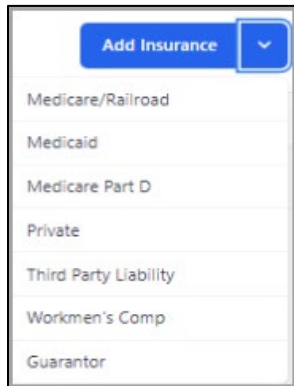 Add Insurance
Medicare/Railroad
Medicaid
Medicare Part D
Private
Third Party Liability
Workmen's Comp
Guarantor